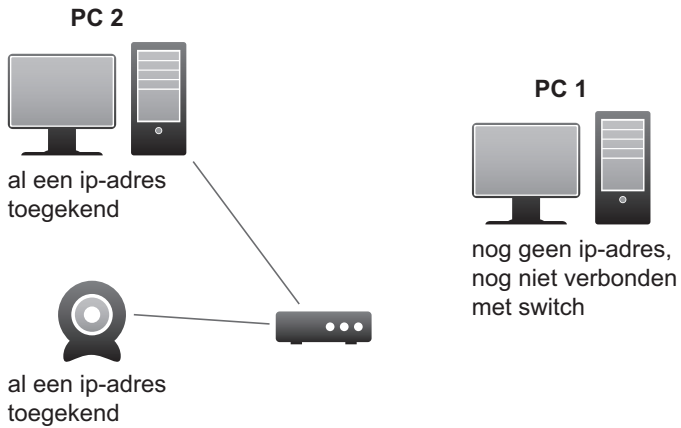 PC 2
al een ip-adres
toegekend
PC 1
nog geen ip-adres,
nog niet verbonden
met switch
al een ip-adres
toegekend